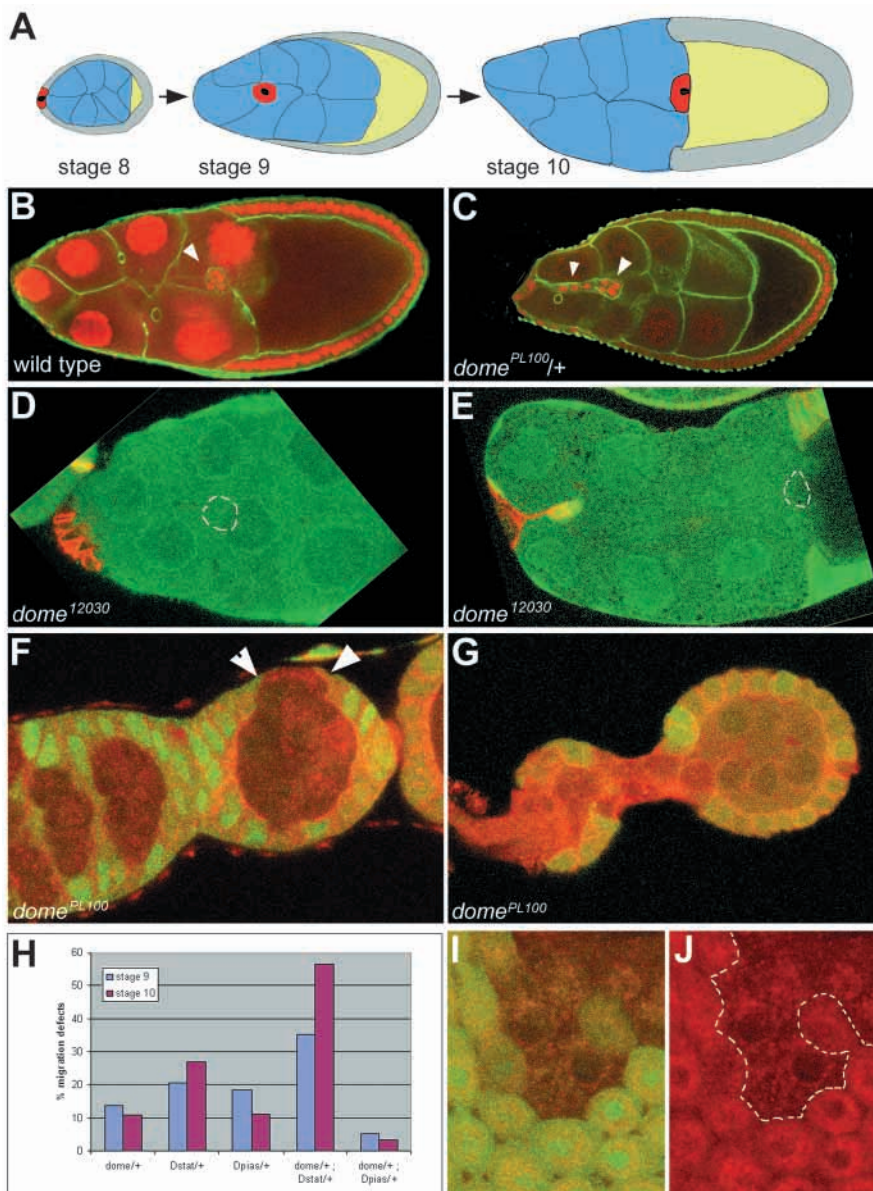 A
stage 8
stage 9
stage 10
B
wild type
C
dome^PL100/+
D
dome^12030
E
dome^12030
F
dome^PL100
G
dome^PL100
H
% migration defects
60
50
40
30
20
10
0
stage 9
stage 10
dome/+
Dstat/+
Dpias/+
dome/+ ;
Dstat/+
dome/+ ;
Dpias/+
I
J